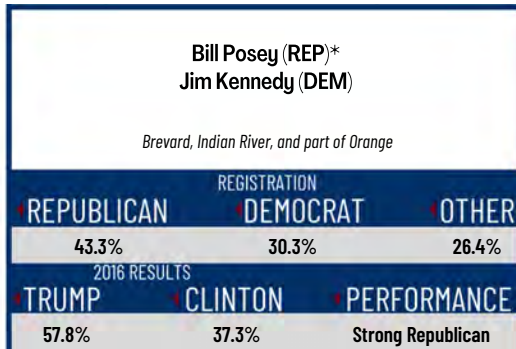 Bill Posey (REP)*
Jim Kennedy (DEM)
Brevard, Indian River, and part of Orange
REGISTRATION
REPUBLICAN DEMOCRAT OTHER
43.3% 30.3% 26.4%
2016 RESULTS
TRUMP CLINTON PERFORMANCE
57.8% 37.3% Strong Republican